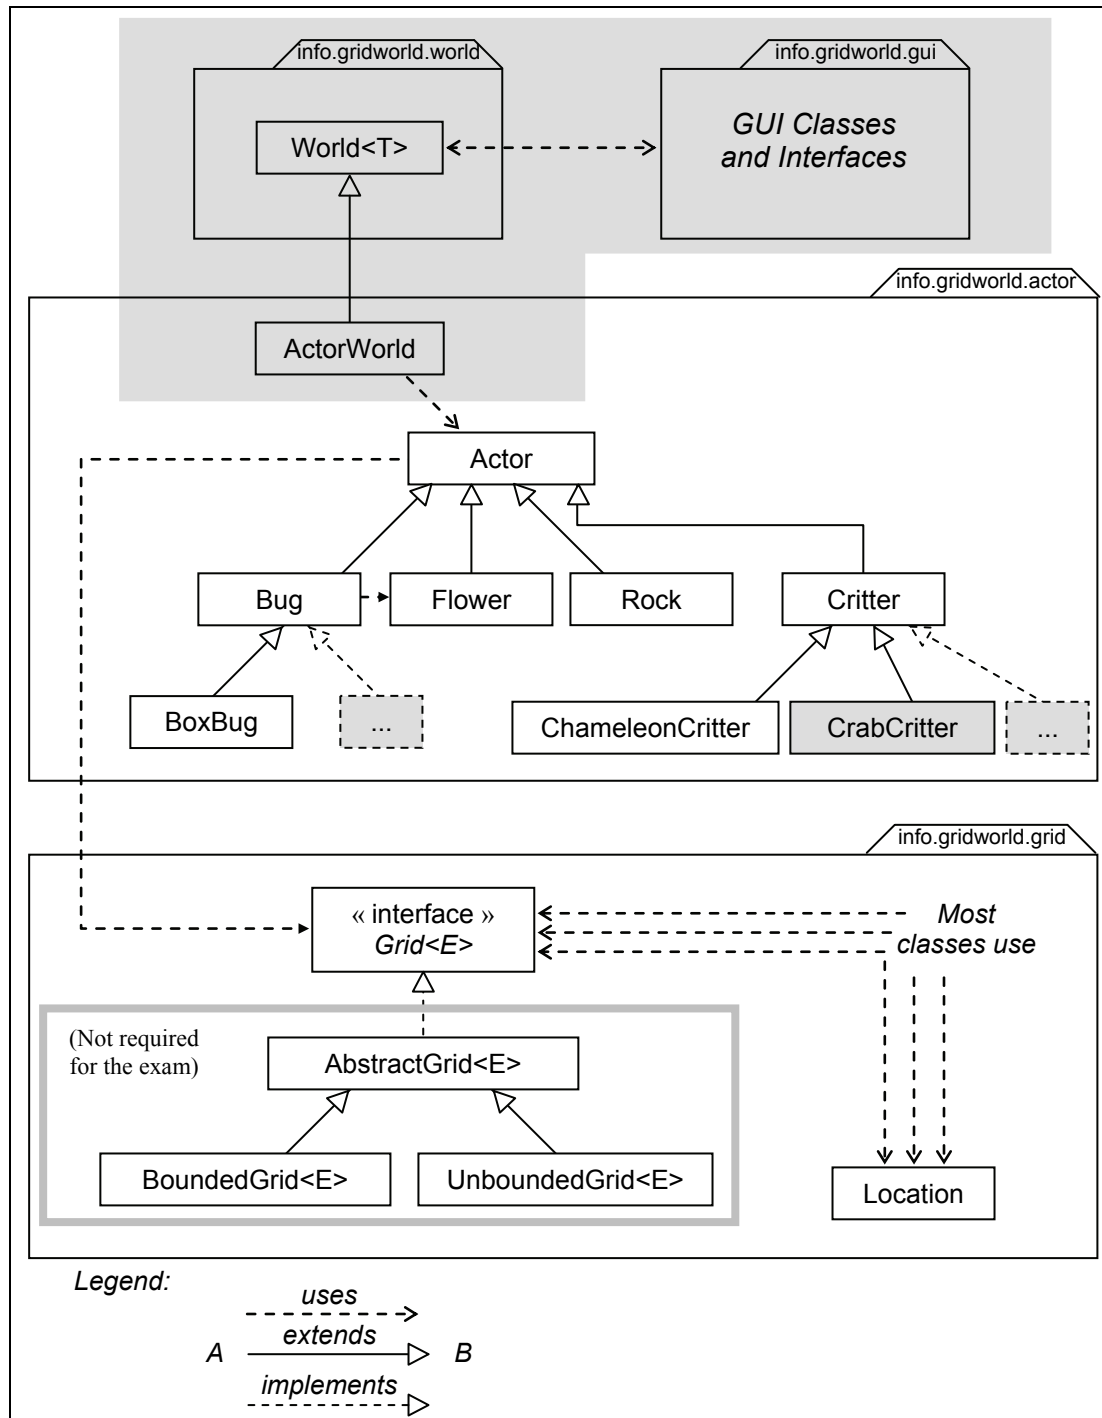 info.gridworld.world
info.gridworld.gui
World<T>
GUI Classes
and Interfaces
info.gridworld.actor
ActorWorld
Actor
Bug
Flower
Rock
Critter
BoxBug
...
ChameleonCritter
CrabCritter
...
info.gridworld.grid
« interface »
Grid<E>
Most
classes use
(Not required
for the exam)
AbstractGrid<E>
BoundedGrid<E>
UnboundedGrid<E>
Location
Legend:
uses
A
extends
B
implements